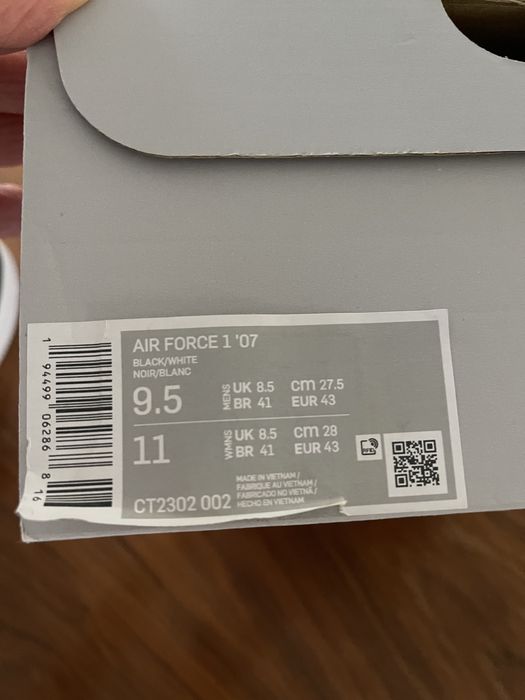 AIR FORCE 1 '07
BLACK/WHITE
NOIR/BLANC
9.5 MENS UK 8.5 cm 27.5
BR 41 EUR 43
11 WMNS UK 8.5 cm 28
BR 41 EUR 43
MADE IN VIETNAM /
FABRIQUE AU VIETNAM /
FABRICADO NO VIETNÃ /
HECHO EN VIETNAM
CT2302 002
1 94499 06286 8 16